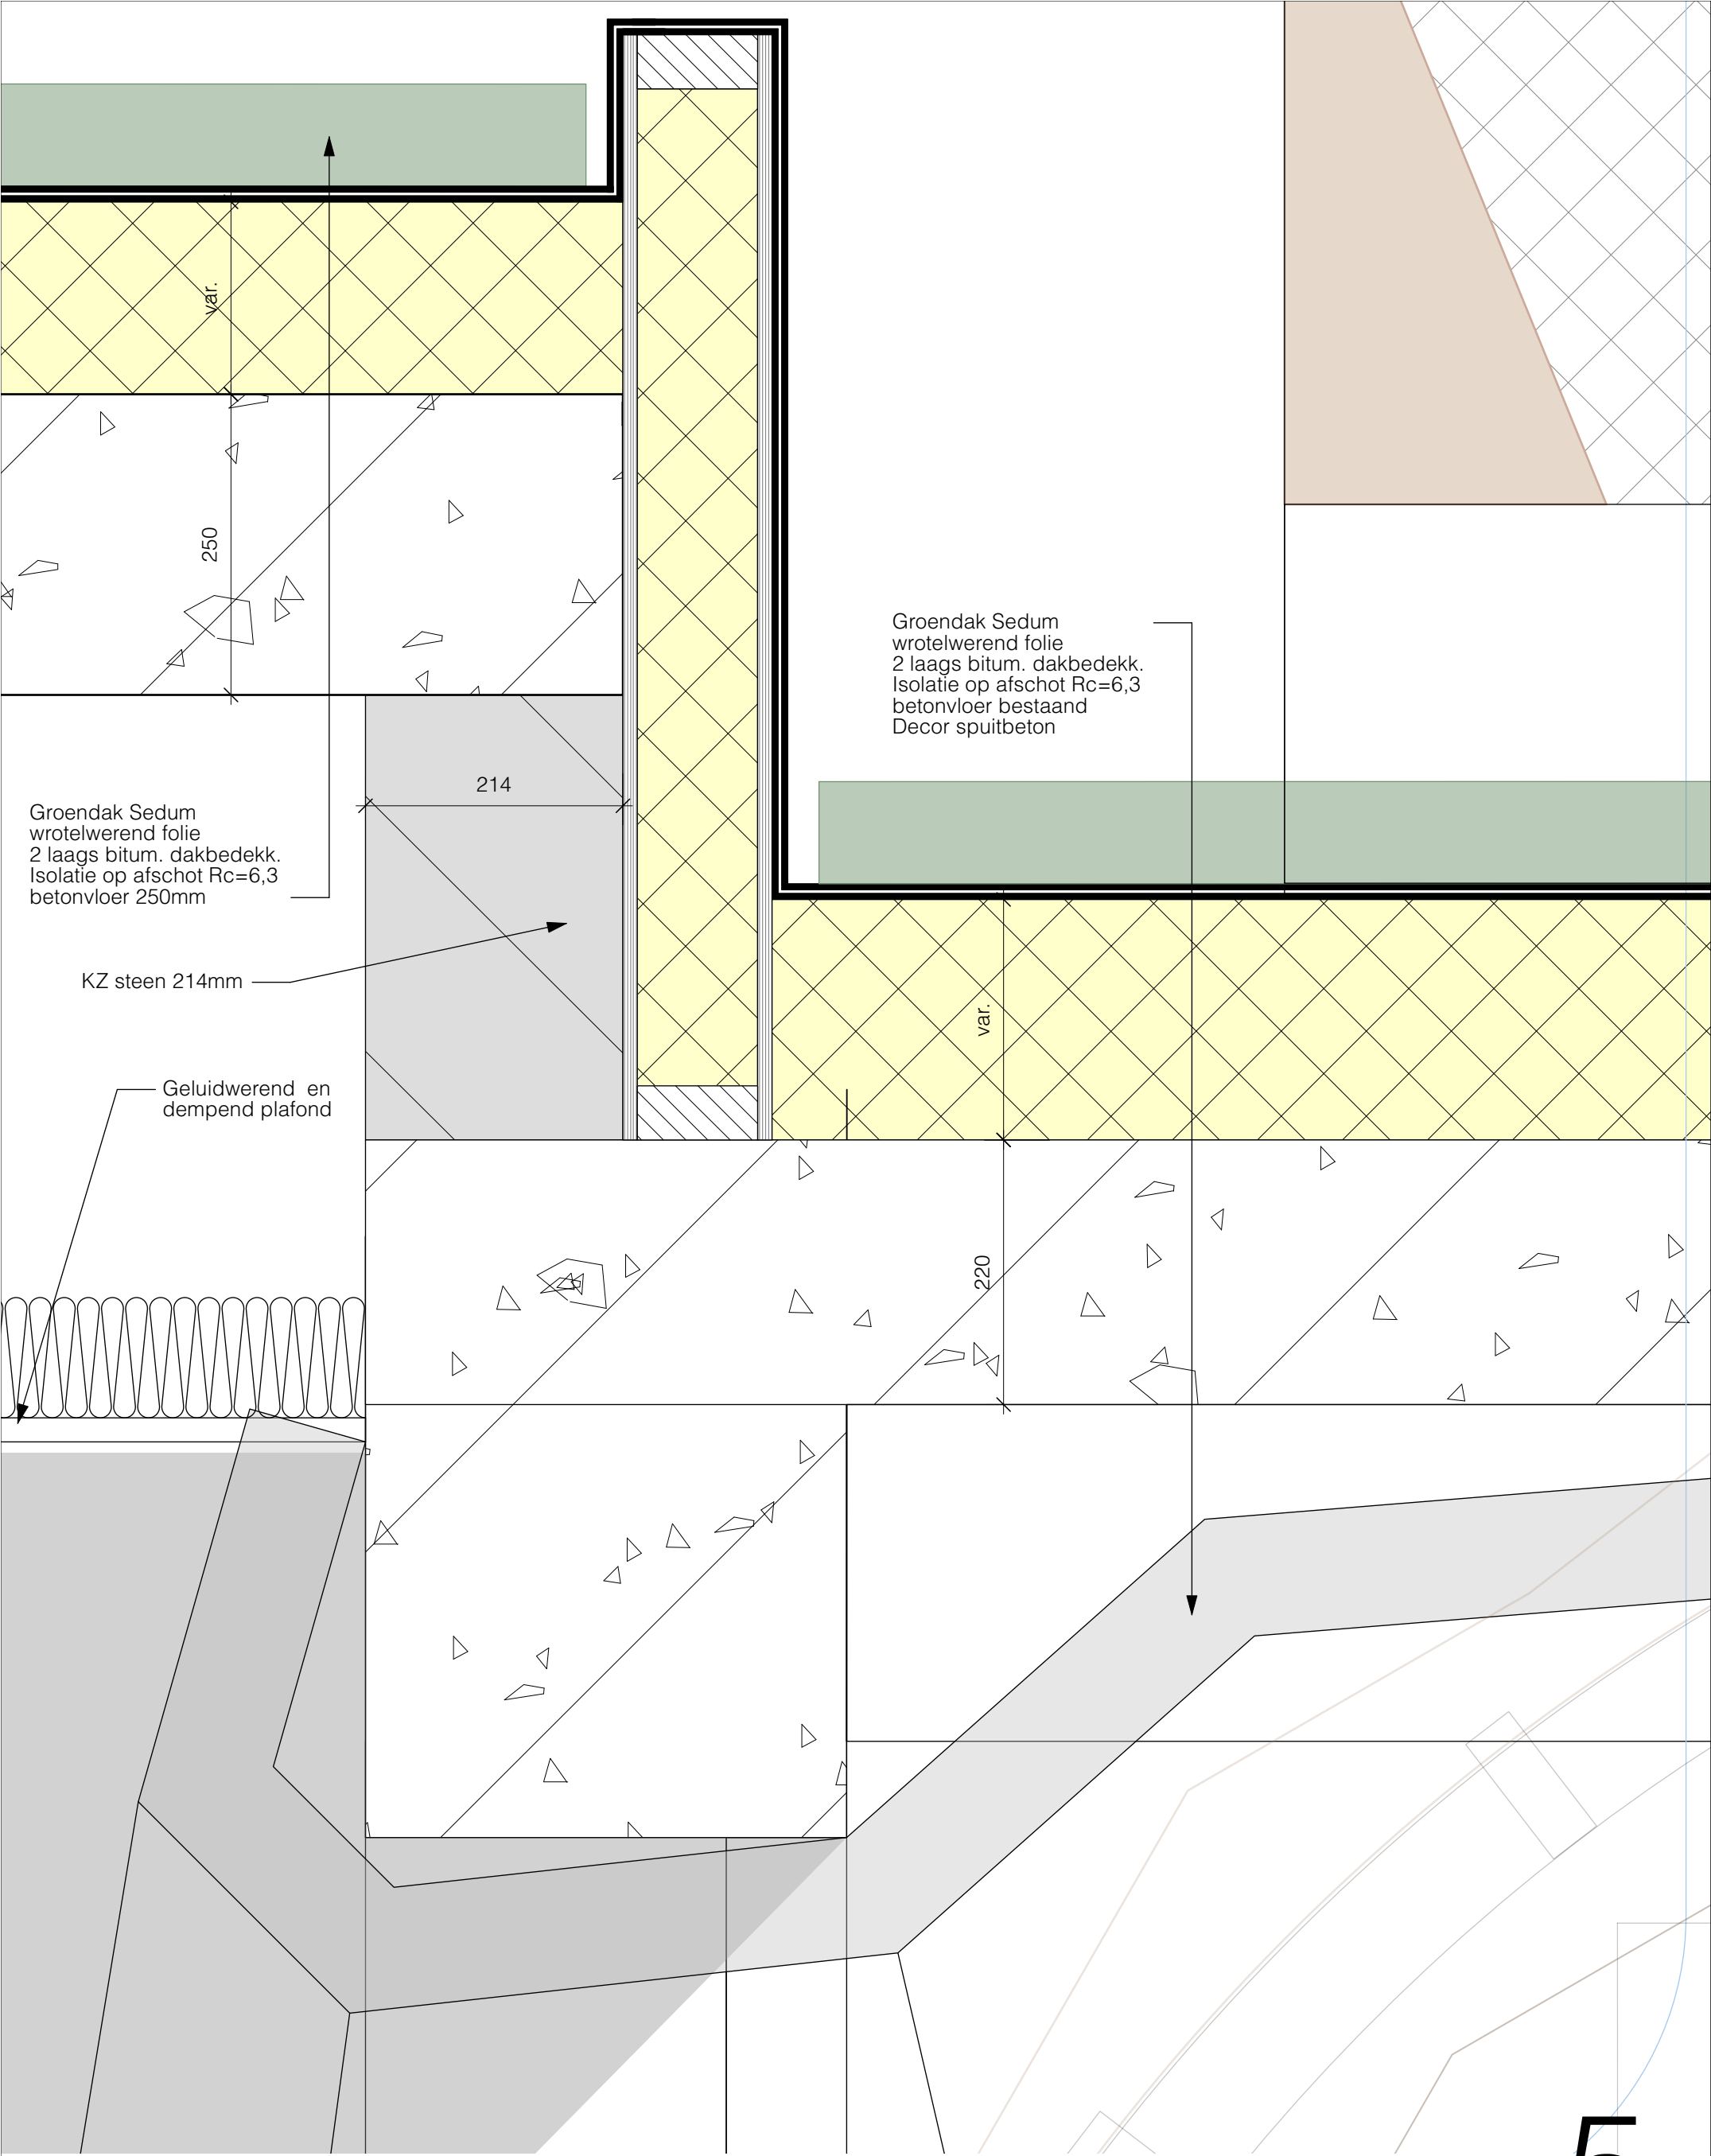 var.
250
Groendak Sedum
wrotelwerend folie
2 laags bitum. dakbedekk.
Isolatie op afschot Rc=6,3
betonvloer bestaand
Decor spuitbeton
214
Groendak Sedum
wrotelwerend folie
2 laags bitum. dakbedekk.
Isolatie op afschot Rc=6,3
betonvloer 250mm
KZ steen 214mm
var.
Geluidwerend en
dempend plafond
220
5